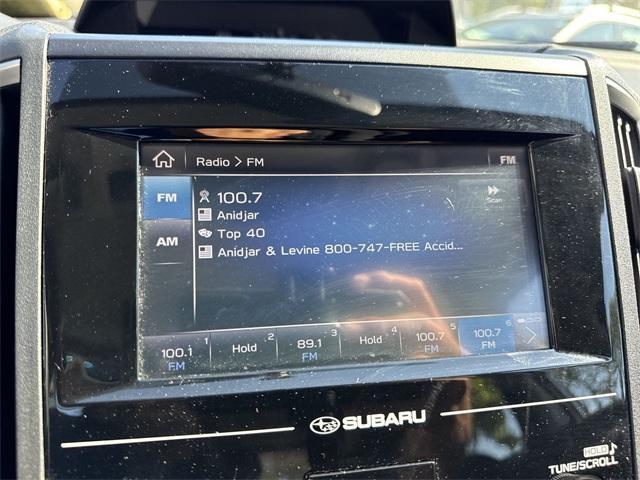 Radio > FM FM
FM
100.7
Scan
Anidjar
AM
Top 40
Anidjar & Levine 800-747-FREE Accid...
1 2 3 4 5 6
100.1 Hold 89.1 Hold 100.7 100.7
FM FM FM FM
SUBARU
HOLD
TUNE/SCROLL